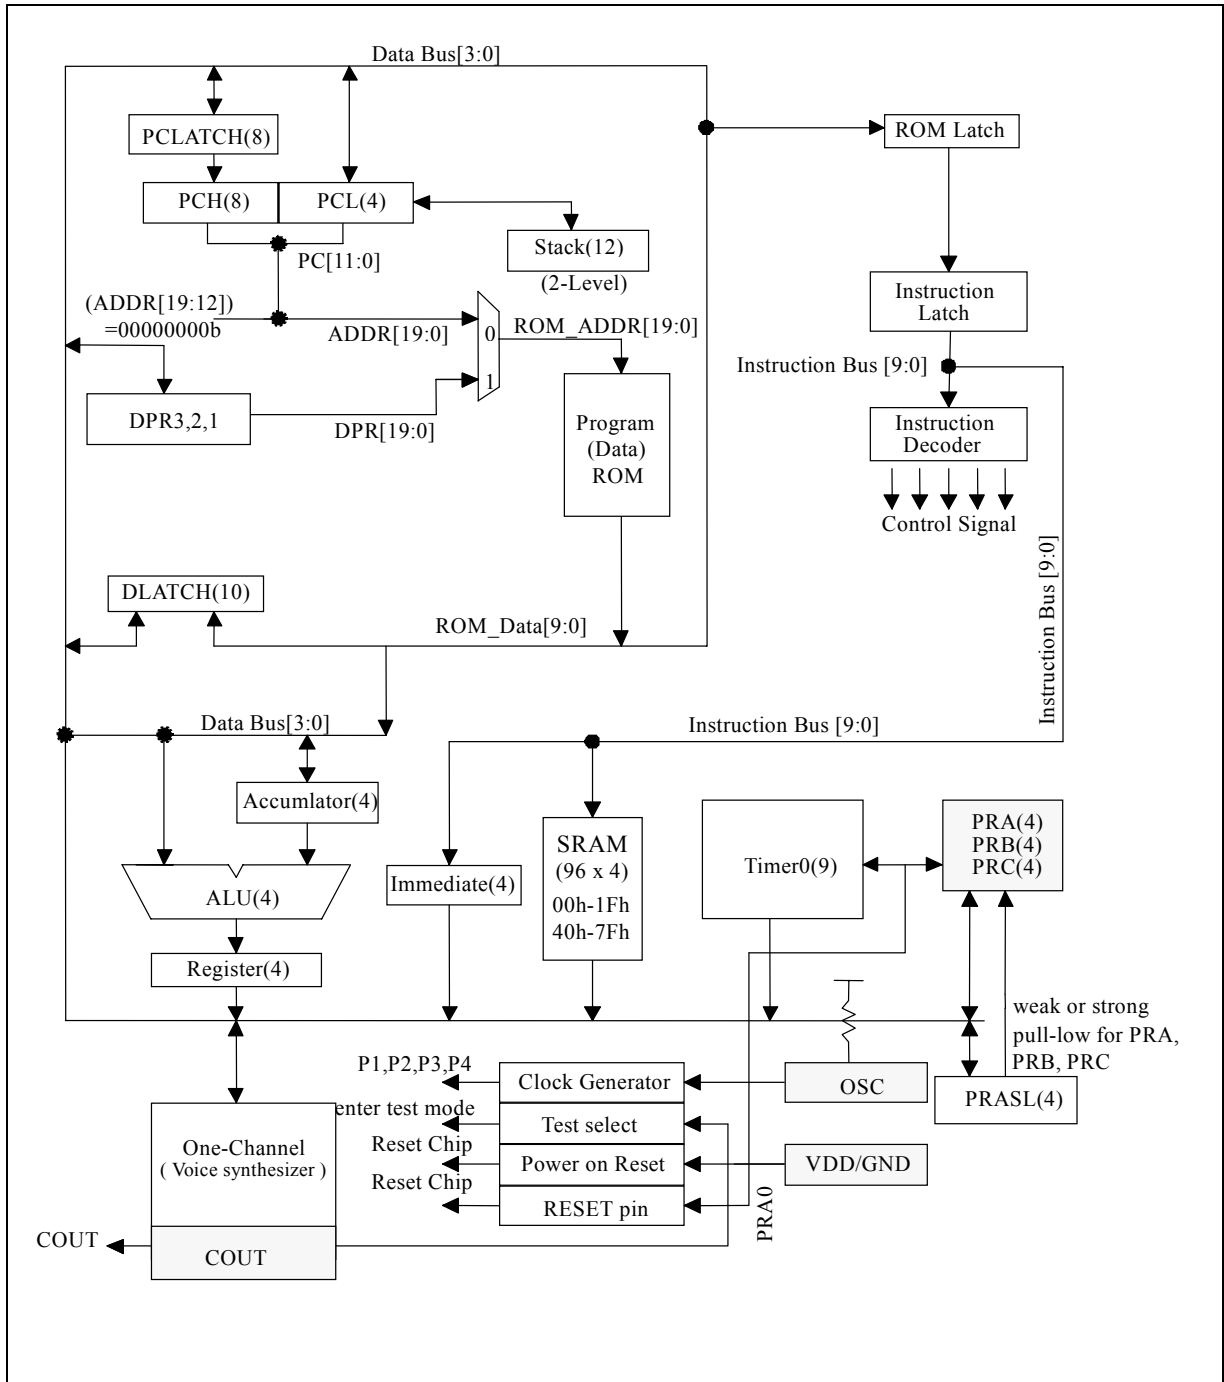 Data Bus[3:0]
PCLATCH(8)
ROM Latch
PCH(8)
PCL(4)
Stack(12)
(2-Level)
PC[11:0]
(ADDR[19:12])
=00000000b
ADDR[19:0]
0
1
ROM_ADDR[19:0]
Instruction
Latch
Instruction Bus [9:0]
DPR3,2,1
DPR[19:0]
Program
(Data)
ROM
Instruction
Decoder
Control Signal
Instruction Bus [9:0]
DLATCH(10)
ROM_Data[9:0]
Data Bus[3:0]
Instruction Bus [9:0]
Accumlator(4)
ALU(4)
Register(4)
Immediate(4)
SRAM
(96 x 4)
00h-1Fh
40h-7Fh
Timer0(9)
PRA(4)
PRB(4)
PRC(4)
weak or strong
pull-low for PRA,
PRB, PRC
PRASL(4)
P1,P2,P3,P4
Clock Generator
OSC
enter test mode
Test select
Reset Chip
Power on Reset
VDD/GND
Reset Chip
RESET pin
PRA0
One-Channel
( Voice synthesizer )
COUT
COUT